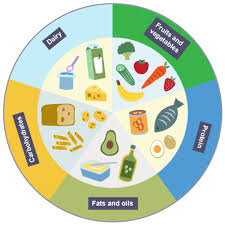 Dairy
Fruits and
vegetables
Carbohydrates
Protein
Fats and oils